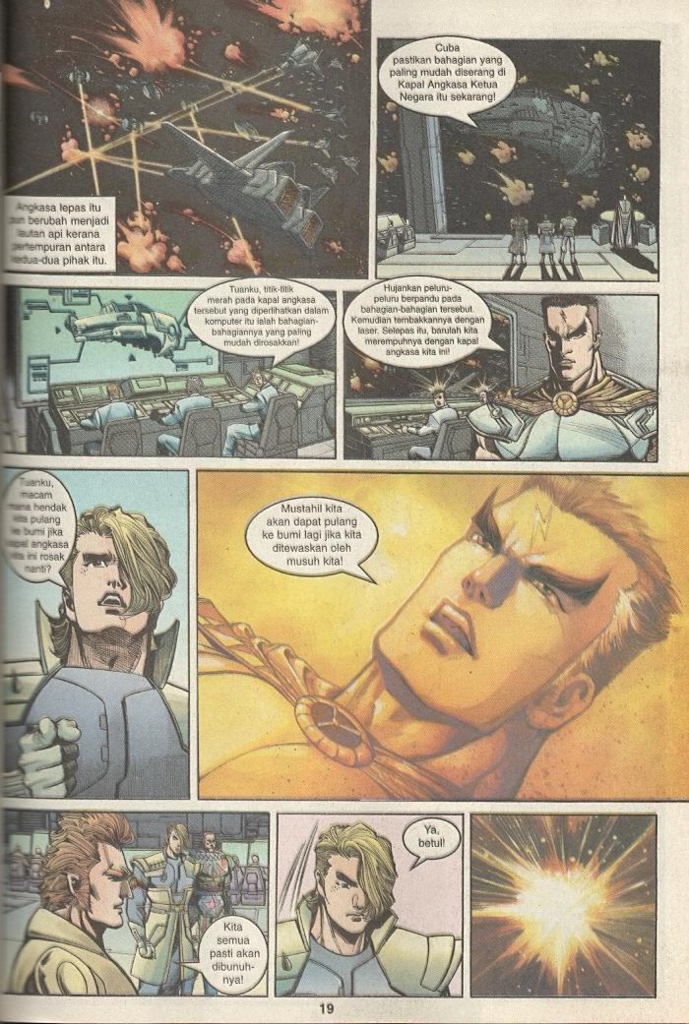 Angkasa lepas itu
pun berubah menjadi
lautan api kerana
pertempuran antara
kedua-dua pihak itu.
Cuba
pastikan bahagian yang
paling mudah diserang di
Kapal Angkasa Ketua
Negara itu sekarang!
Tuanku, titik-titik
merah pada kapal angkasa
tersebut yang diperlihatkan dalam
komputer itu ialah bahagian-
bahagiannya yang paling
mudah dirosakkan!
Hujankan peluru-
peluru berpandu pada
bahagian-bahagian tersebut.
Kemudian tembakkannya dengan
laser. Selepas itu, barulah kita
merempuhnya dengan kapal
angkasa kita ini!
Tuanku,
macam
mana hendak
kita pulang
ke bumi jika
kapal angkasa
kita ini rosak
nanti?
Mustahil kita
akan dapat pulang
ke bumi lagi jika kita
ditewaskan oleh
musuh kita!
Kita
semua
pasti akan
dibunuh-
nya!
Ya,
betul!
19